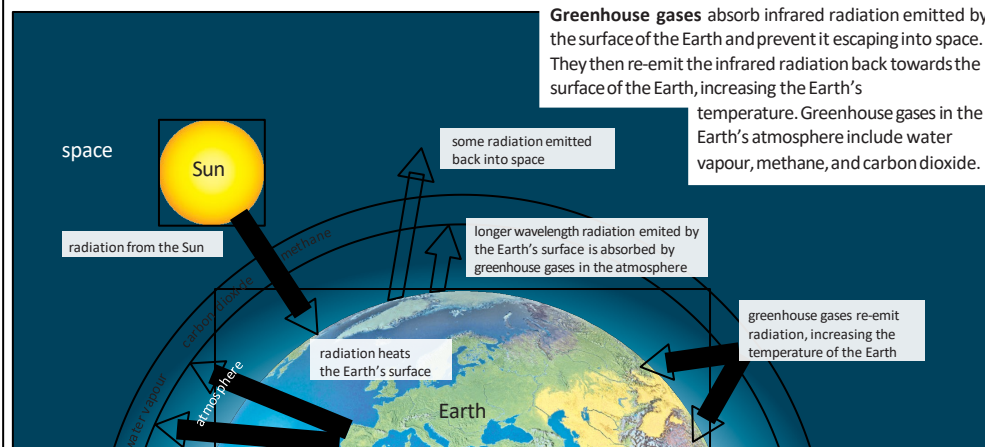 Greenhouse gases absorb infrared radiation emitted by
the surface of the Earth and prevent it escaping into space.
They then re-emit the infrared radiation back towards the
surface of the Earth, increasing the Earth's
temperature. Greenhouse gases in the
Earth's atmosphere include water
vapour, methane, and carbon dioxide.
space
Sun
some radiation emitted
back into space
radiation from the Sun
methane
longer wavelength radiation emited by
the Earth's surface is absorbed by
greenhouse gases in the atmosphere
carbon dioxide
greenhouse gases re-emit
radiation, increasing the
temperature of the Earth
radiation heats
the Earth's surface
atmosphere
water vapour
Earth